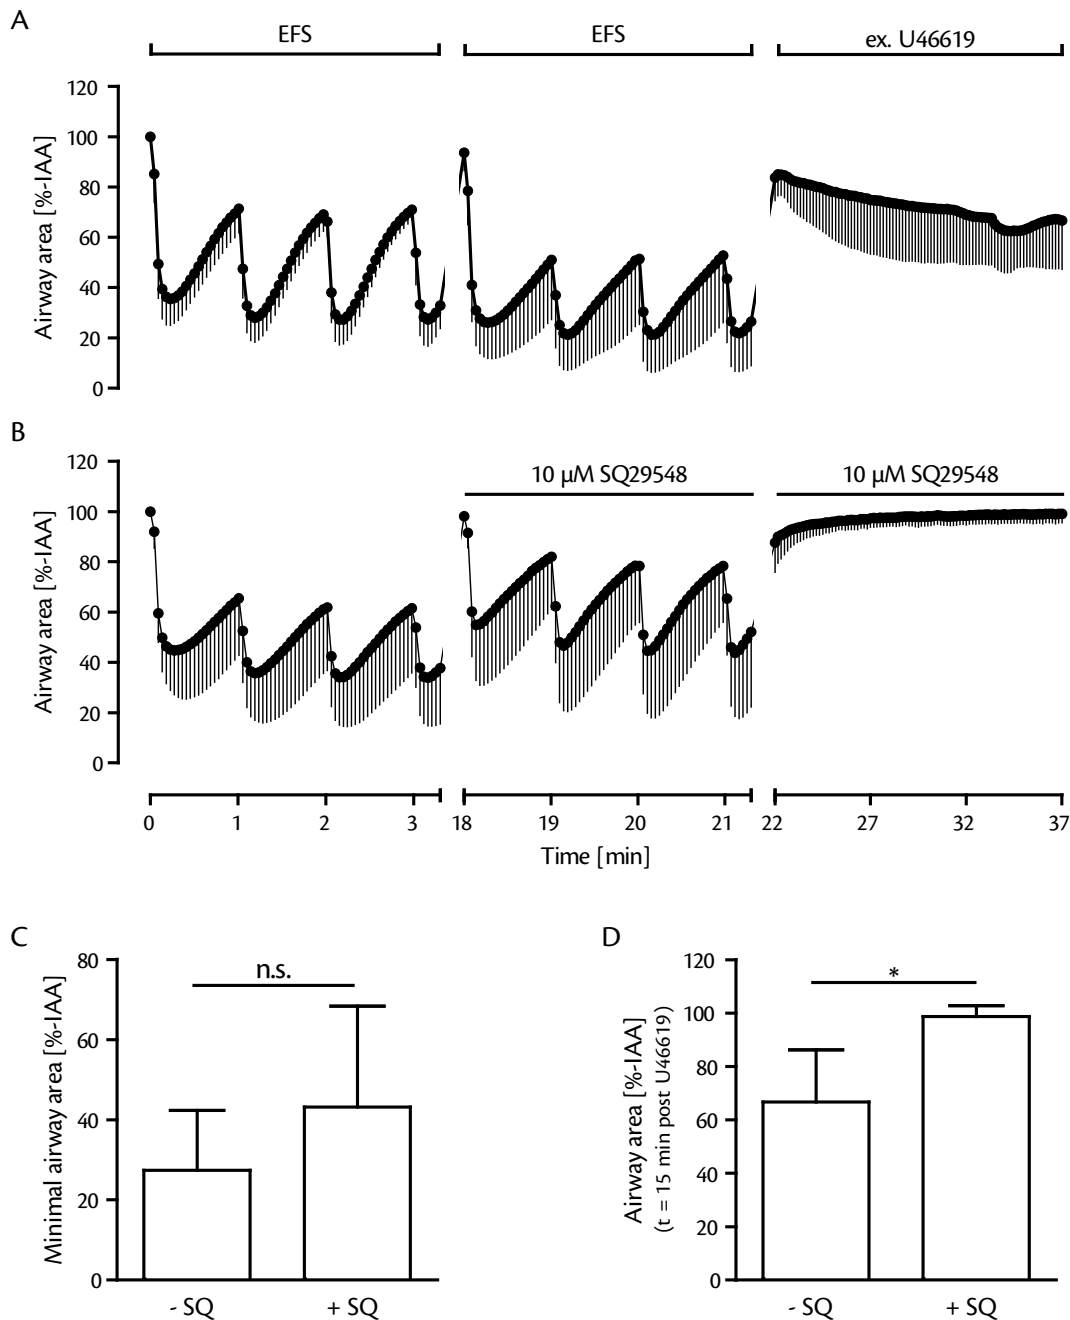 A
EFS
EFS
ex. U46619
120
100
80
60
40
20
0
Airway area [%-IAA]
B
10 µM SQ29548
10 µM SQ29548
120
100
80
60
40
20
0
Airway area [%-IAA]
0 1 2 3 18 19 20 21 22 27 32 37
Time [min]
C
n.s.
80
60
40
20
0
Minimal airway area [%-IAA]
- SQ + SQ
D
*
120
100
80
60
40
20
0
Airway area [%-IAA]
(t = 15 min post U46619)
- SQ + SQ